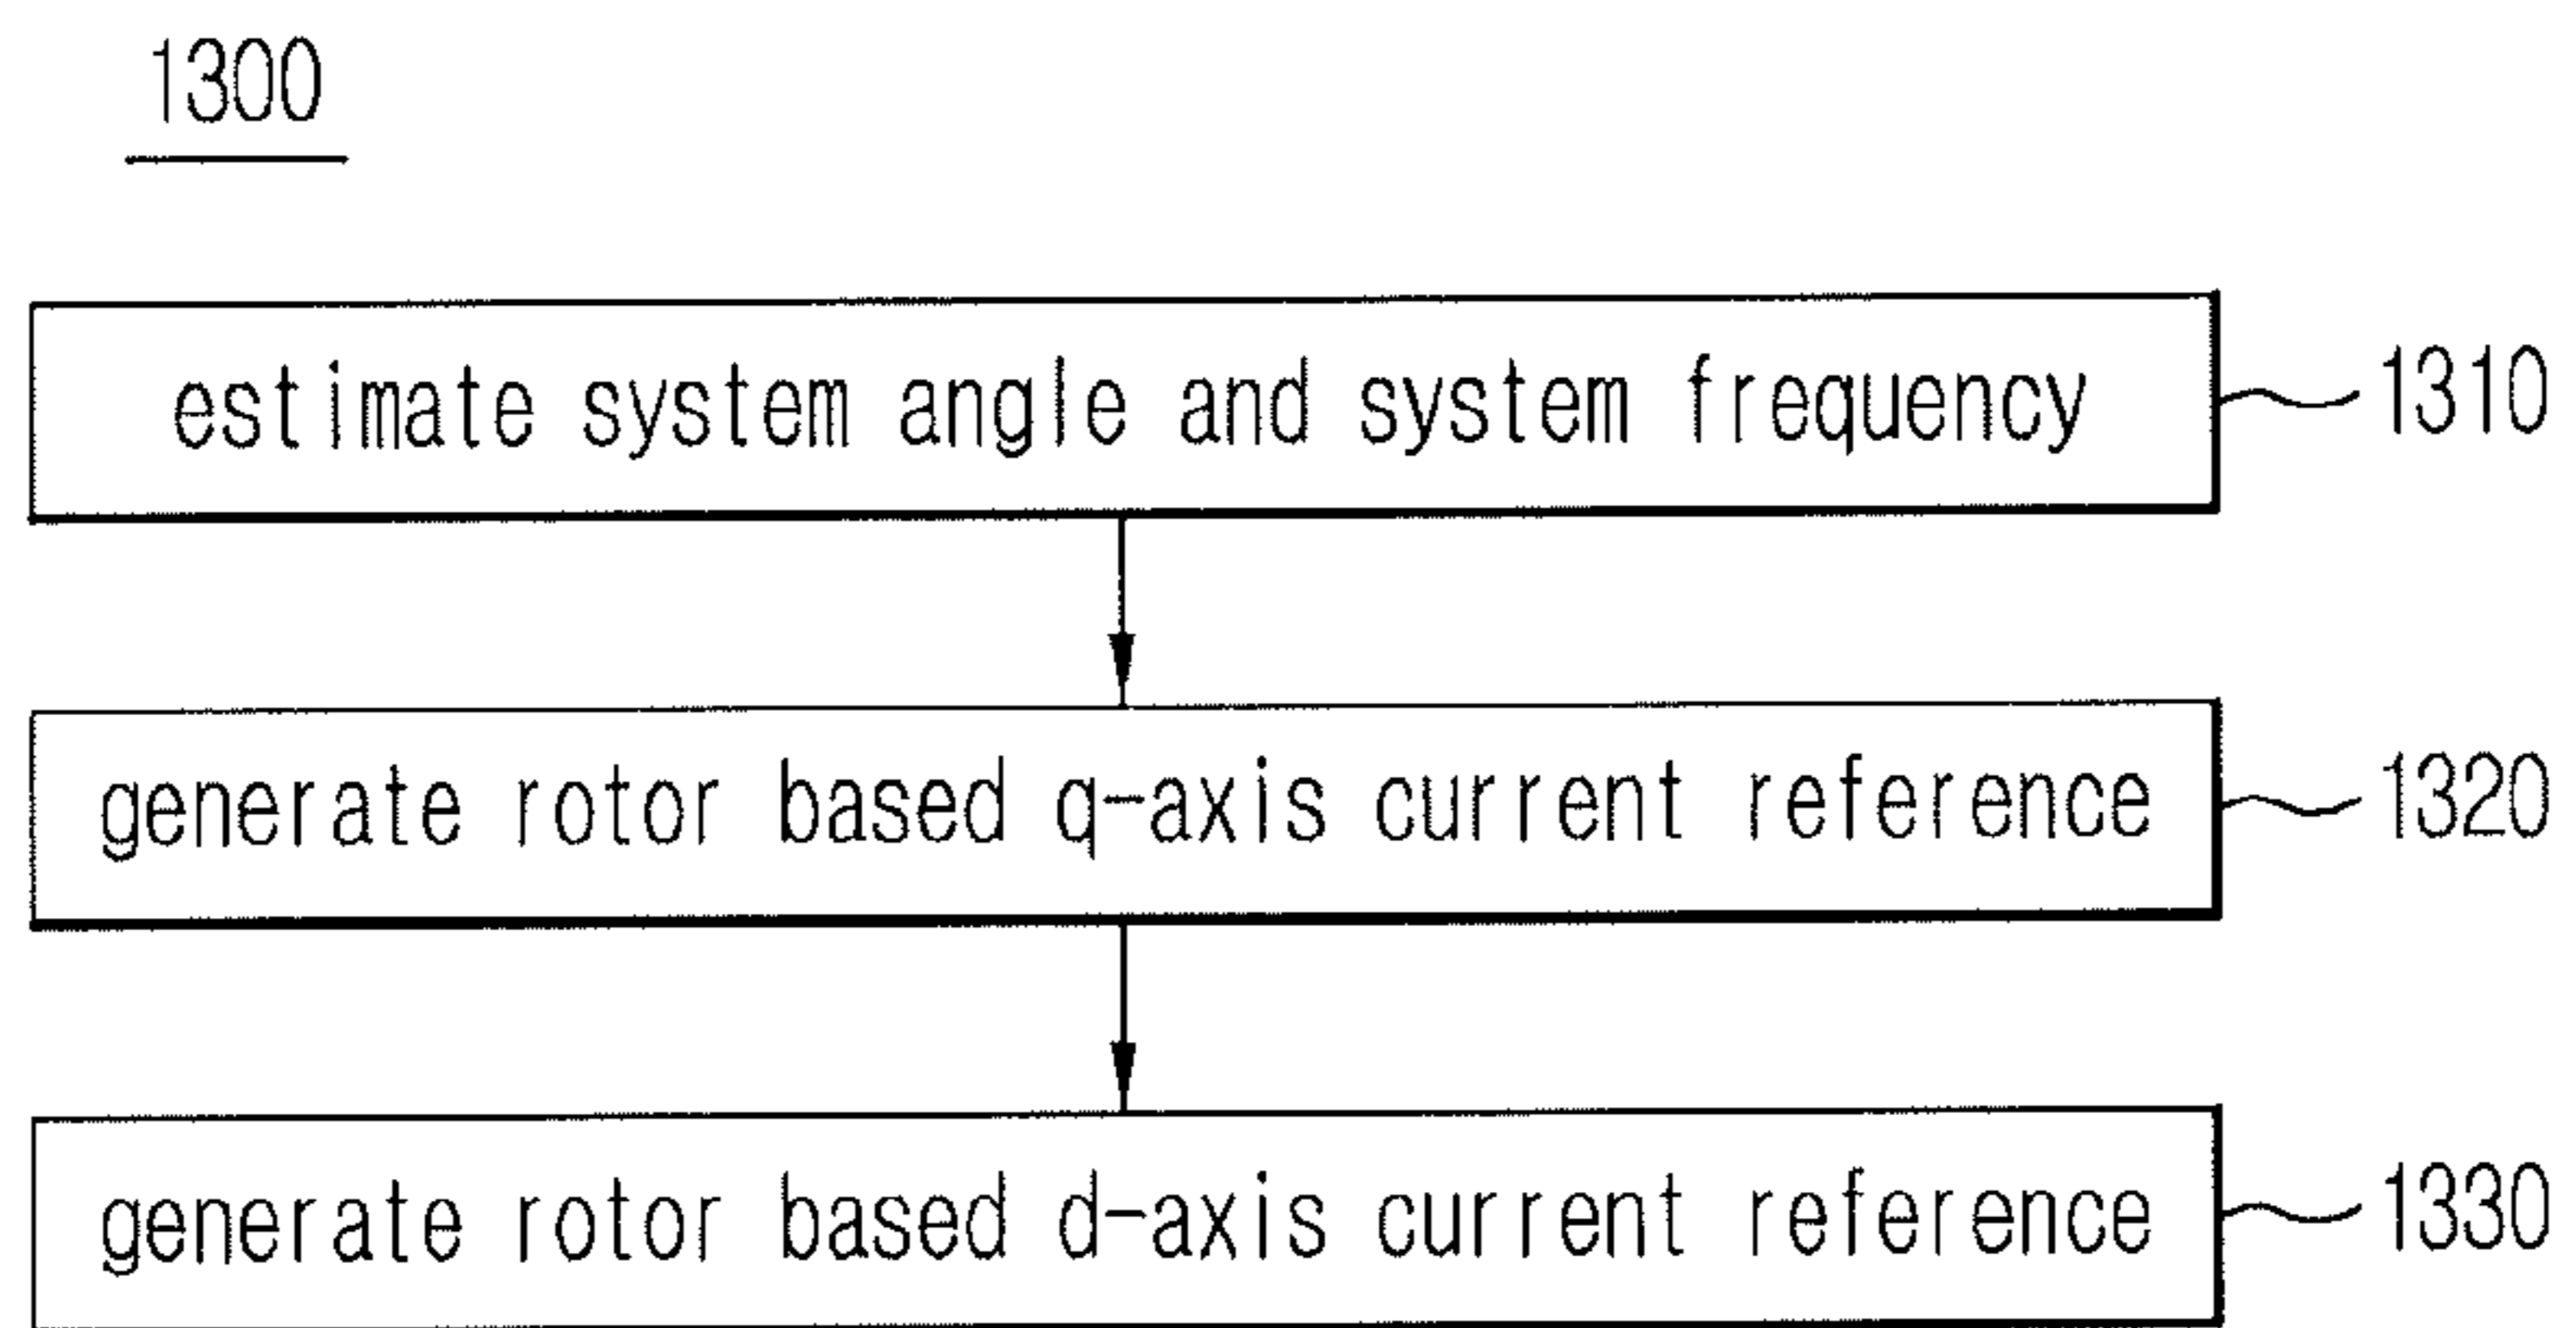 1300
estimate system angle and system frequency 1310
generate rotor based q-axis current reference 1320
generate rotor based d-axis current reference 1330